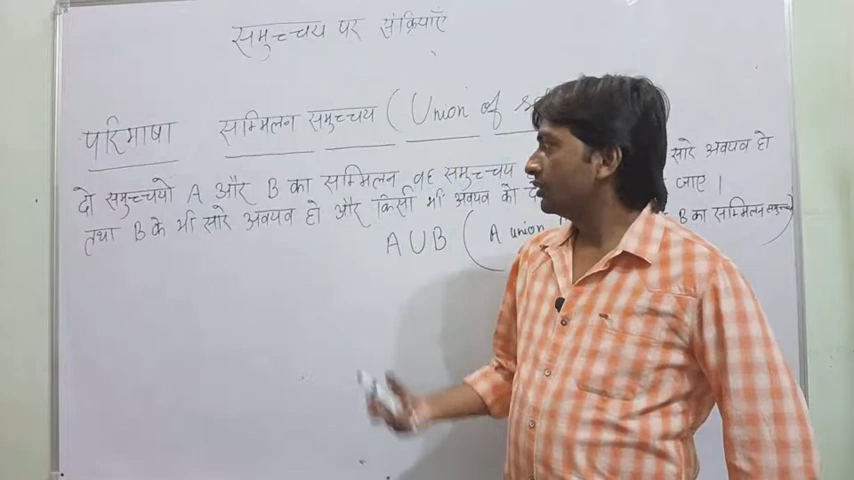 समुच्चय पर संक्रियाएँ
परिभाषा सम्मिलन समुच्चय (Union of
दो समुच्चयो A और B का सम्मिलन वह समुच्चय सारे अवयव हो
तथा B के भी सारे अवयव हो और किसी भी अवयव को जाए ।
A∪B (A union B का सम्मिलन समुच्चय)